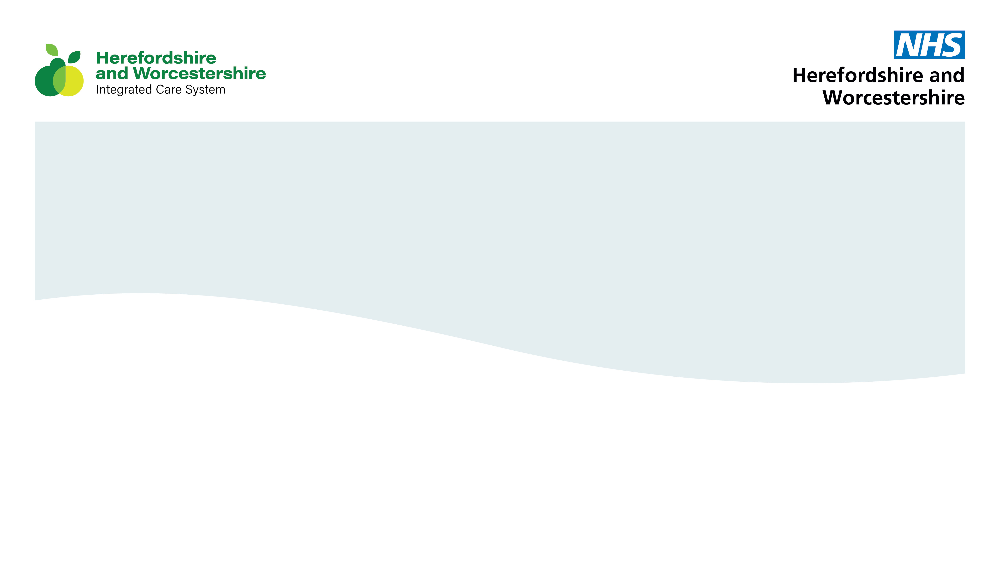 Herefordshire
and Worcestershire
Integrated Care System
NHS
Herefordshire and
Worcestershire